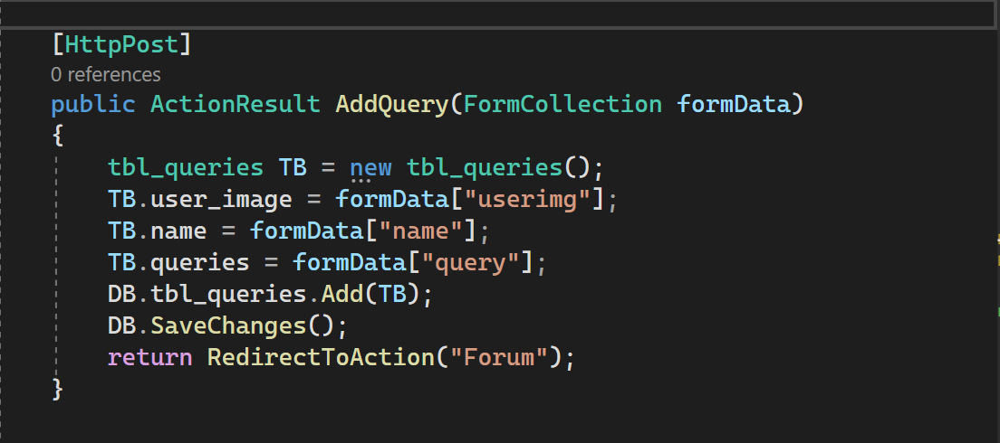 [HttpPost]
0 references
public ActionResult AddQuery(FormCollection formData)
{
tbl_queries TB = new tbl_queries();
TB.user_image = formData["userimg"];
TB.name = formData["name"];
TB.queries = formData["query"];
DB.tbl_queries.Add(TB);
DB.SaveChanges();
return RedirectToAction("Forum");
}